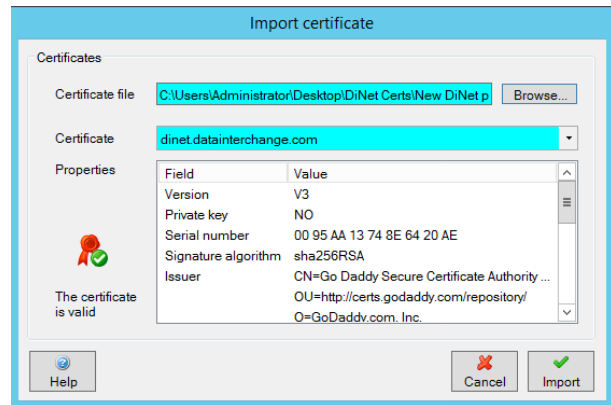 Import certificate
Certificates
Certificate file
C:\Users\Administrator\Desktop\DiNet Certs\New DiNet p
Browse...
Certificate
dinet.datainterchange.com
Properties
Field Value
Version V3
Private key NO
Serial number 00 95 AA 13 74 8E 64 20 AE
Signature algorithm sha256RSA
Issuer CN=Go Daddy Secure Certificate Authority ...
OU=http://certs.godaddy.com/repository/
O=GoDaddy.com, Inc.
The certificate
is valid
Help
Cancel
Import